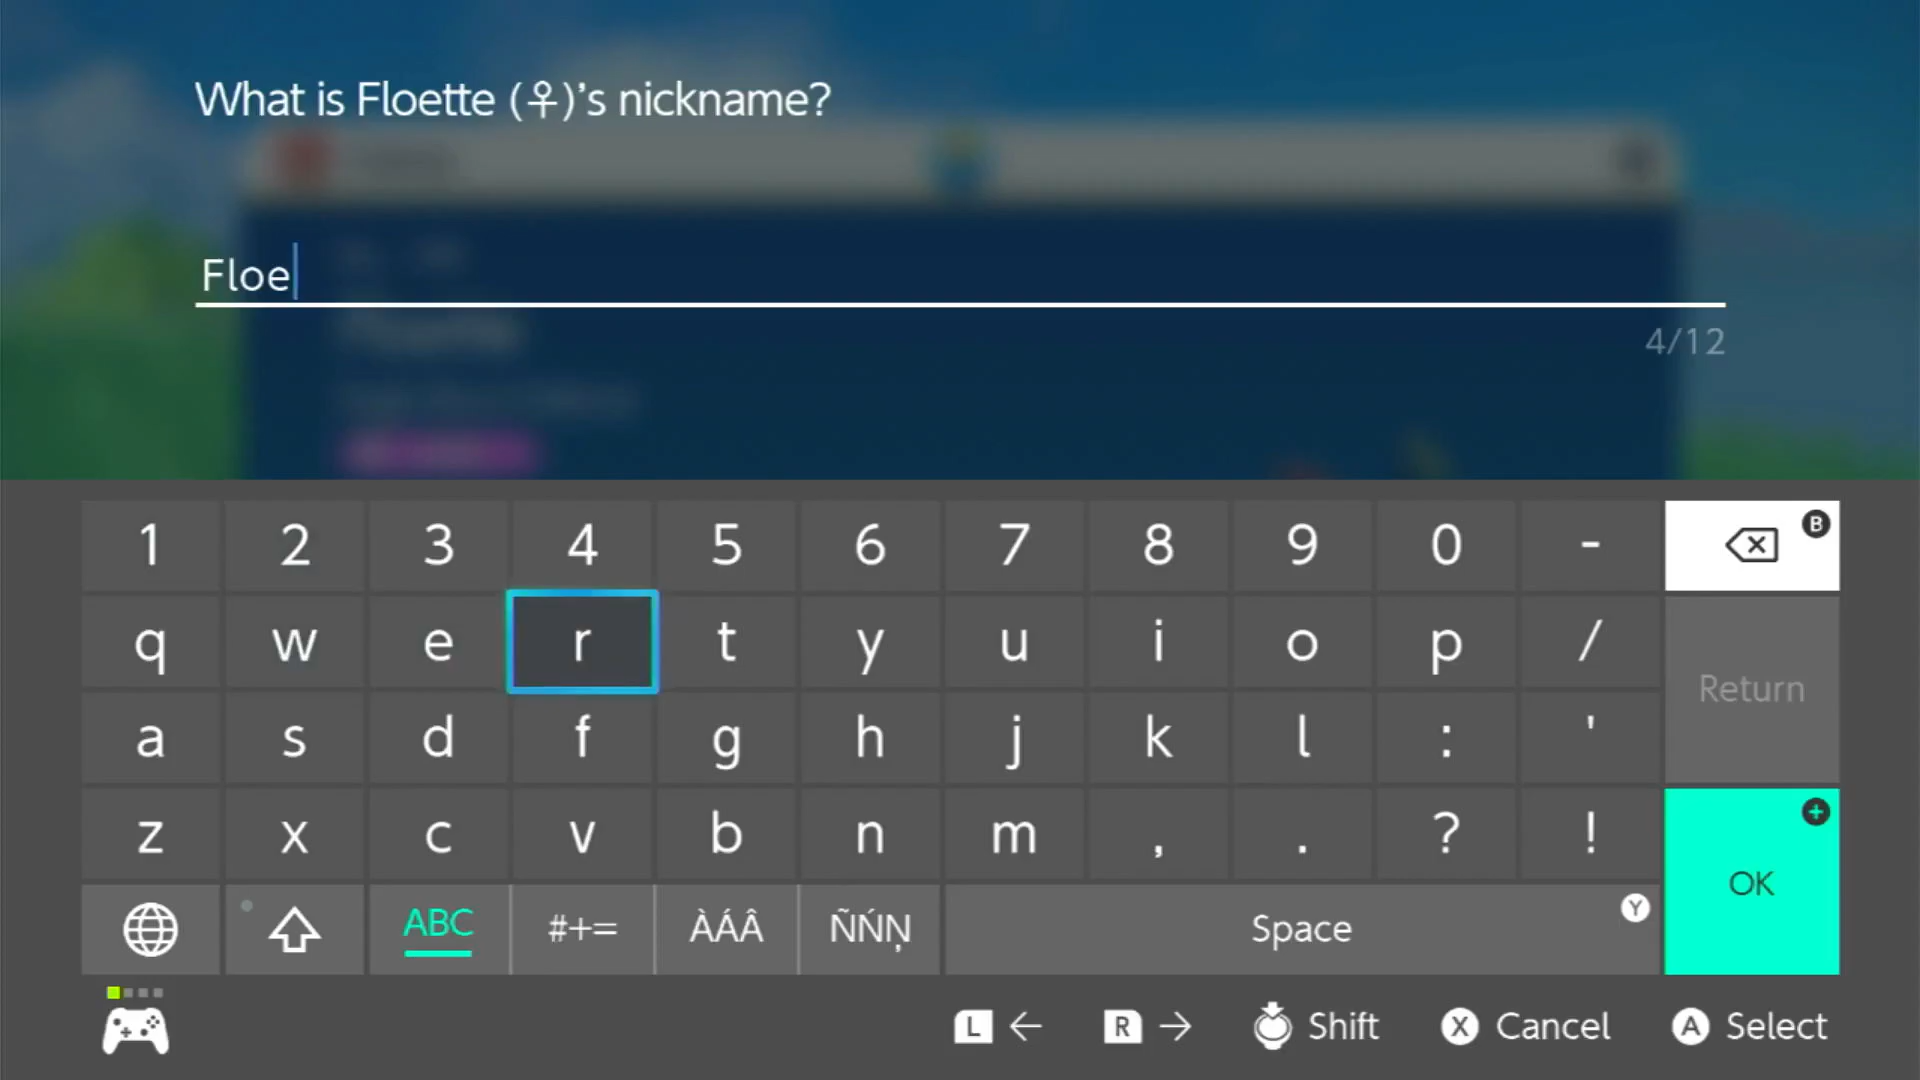 What is Floette (♀)'s nickname?
Floe
4/12
1 2 3 4 5 6 7 8 9 0 - B
q w e r t y u i o p /
Return
a s d f g h j k l : '
z x c v b n m , . ? ! +
OK
ABC #+= ÀÁÂ ÑŃŅ Space Y
L ← R → Shift X Cancel A Select